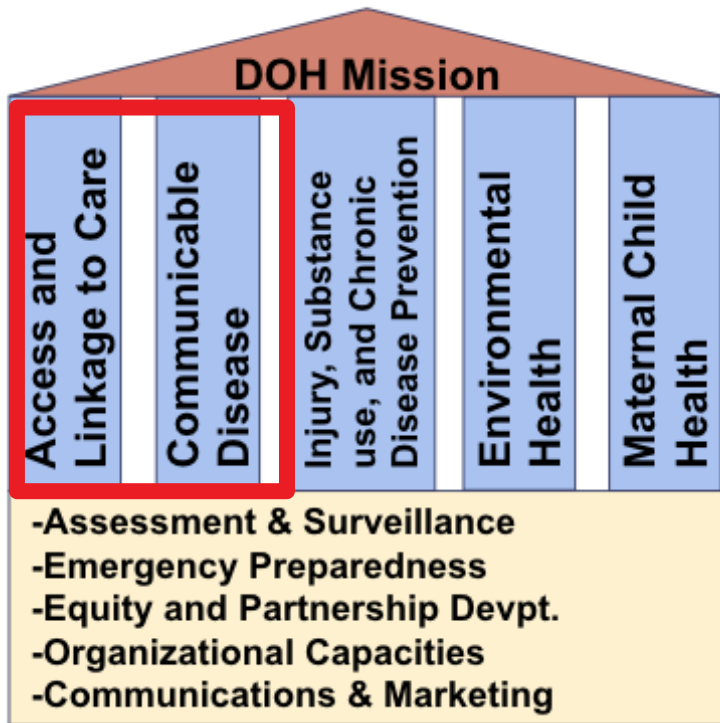 DOH Mission
Access and
Linkage to Care
Communicable
Disease
Injury, Substance
use, and Chronic
Disease Prevention
Environmental
Health
Maternal Child
Health
-Assessment & Surveillance
-Emergency Preparedness
-Equity and Partnership Devpt.
-Organizational Capacities
-Communications & Marketing